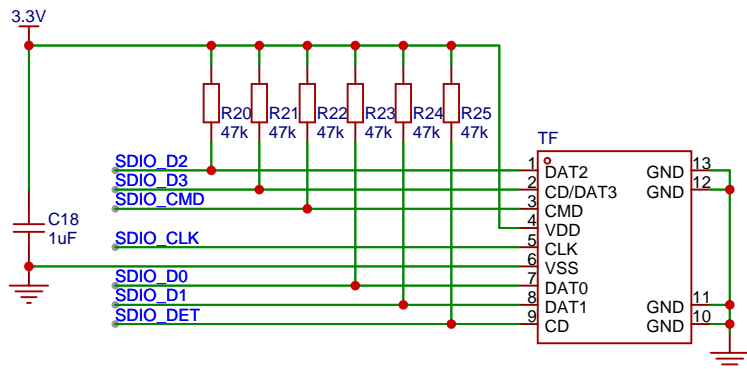 3.3V
R20 R21 R22 R23 R24 R25
47k 47k 47k 47k 47k 47k
TF
SDIO_D2 1 DAT2 GND 13
SDIO_D3 2 CD/DAT3 GND 12
SDIO_CMD 3 CMD
4 VDD
C18
1uF
SDIO_CLK 5 CLK
6 VSS
SDIO_D0 7 DAT0
SDIO_D1 8 DAT1 GND 11
SDIO_DET 9 CD GND 10